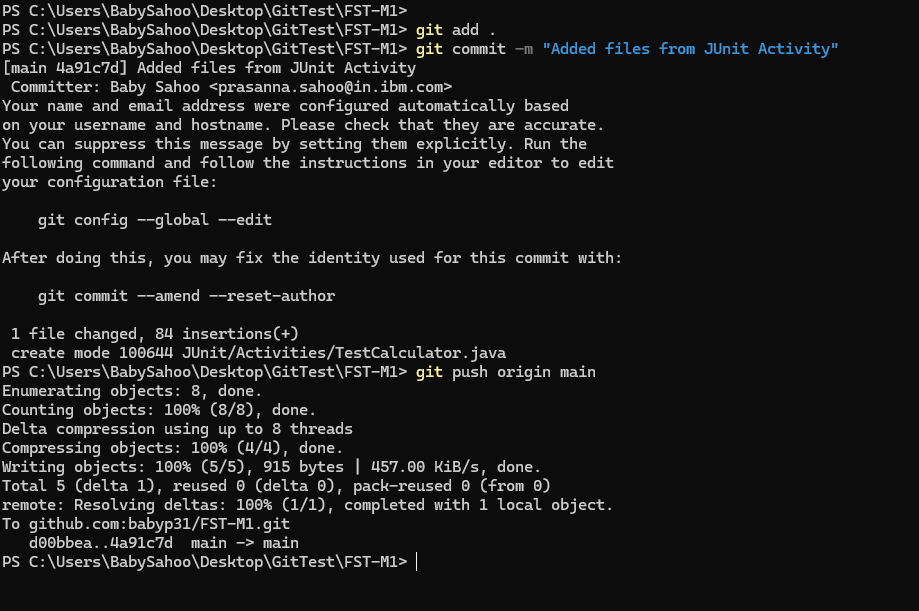 PS C:\Users\BabySahoo\Desktop\GitTest\FST-M1>
PS C:\Users\BabySahoo\Desktop\GitTest\FST-M1> git add .
PS C:\Users\BabySahoo\Desktop\GitTest\FST-M1> git commit -m "Added files from JUnit Activity"
[main 4a91c7d] Added files from JUnit Activity
 Committer: Baby Sahoo <prasanna.sahoo@in.ibm.com>
Your name and email address were configured automatically based
on your username and hostname. Please check that they are accurate.
You can suppress this message by setting them explicitly. Run the
following command and follow the instructions in your editor to edit
your configuration file:

    git config --global --edit

After doing this, you may fix the identity used for this commit with:

    git commit --amend --reset-author

 1 file changed, 84 insertions(+)
 create mode 100644 JUnit/Activities/TestCalculator.java
PS C:\Users\BabySahoo\Desktop\GitTest\FST-M1> git push origin main
Enumerating objects: 8, done.
Counting objects: 100% (8/8), done.
Delta compression using up to 8 threads
Compressing objects: 100% (4/4), done.
Writing objects: 100% (5/5), 915 bytes | 457.00 KiB/s, done.
Total 5 (delta 1), reused 0 (delta 0), pack-reused 0 (from 0)
remote: Resolving deltas: 100% (1/1), completed with 1 local object.
To github.com:babyp31/FST-M1.git
   d00bbea..4a91c7d  main -> main
PS C:\Users\BabySahoo\Desktop\GitTest\FST-M1>